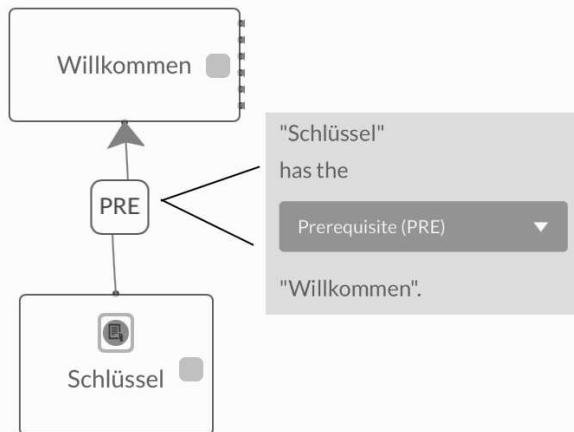 Willkommen
PRE
Schlüssel
"Schlüssel"
has the
Prerequisite (PRE)
"Willkommen".